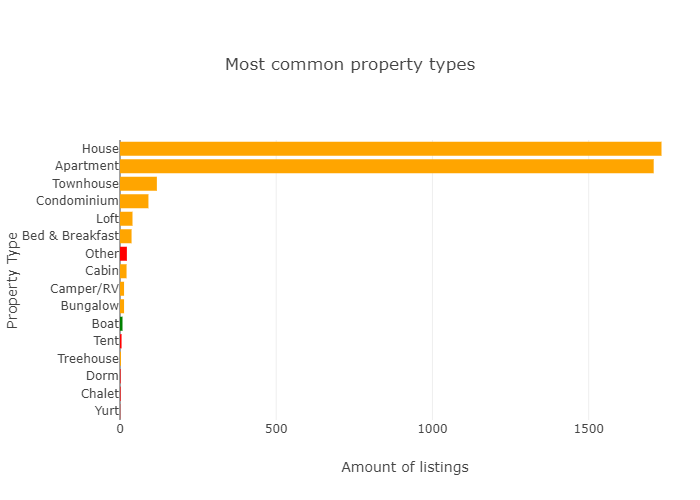 Most common property types
House
Apartment
Townhouse
Condominium
Loft
Bed & Breakfast
Other
Cabin
Camper/RV
Bungalow
Boat
Tent
Treehouse
Dorm
Chalet
Yurt
Property Type
0 500 1000 1500
Amount of listings